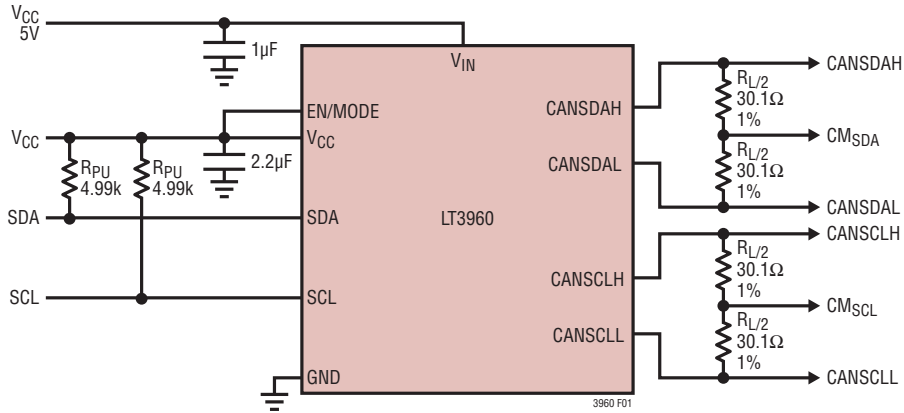 VCC
5V
1µF
VIN
EN/MODE
VCC
VCC
2.2µF
RPU
4.99k
RPU
4.99k
SDA
SDA
SCL
SCL
GND
LT3960
CANSDAH
CANSDAL
CANSCLH
CANSCLL
RL/2
30.1Ω
1%
RL/2
30.1Ω
1%
RL/2
30.1Ω
1%
RL/2
30.1Ω
1%
CANSDAH
CMSDA
CANSDAL
CANSCLH
CMSCL
CANSCLL
3960 F01